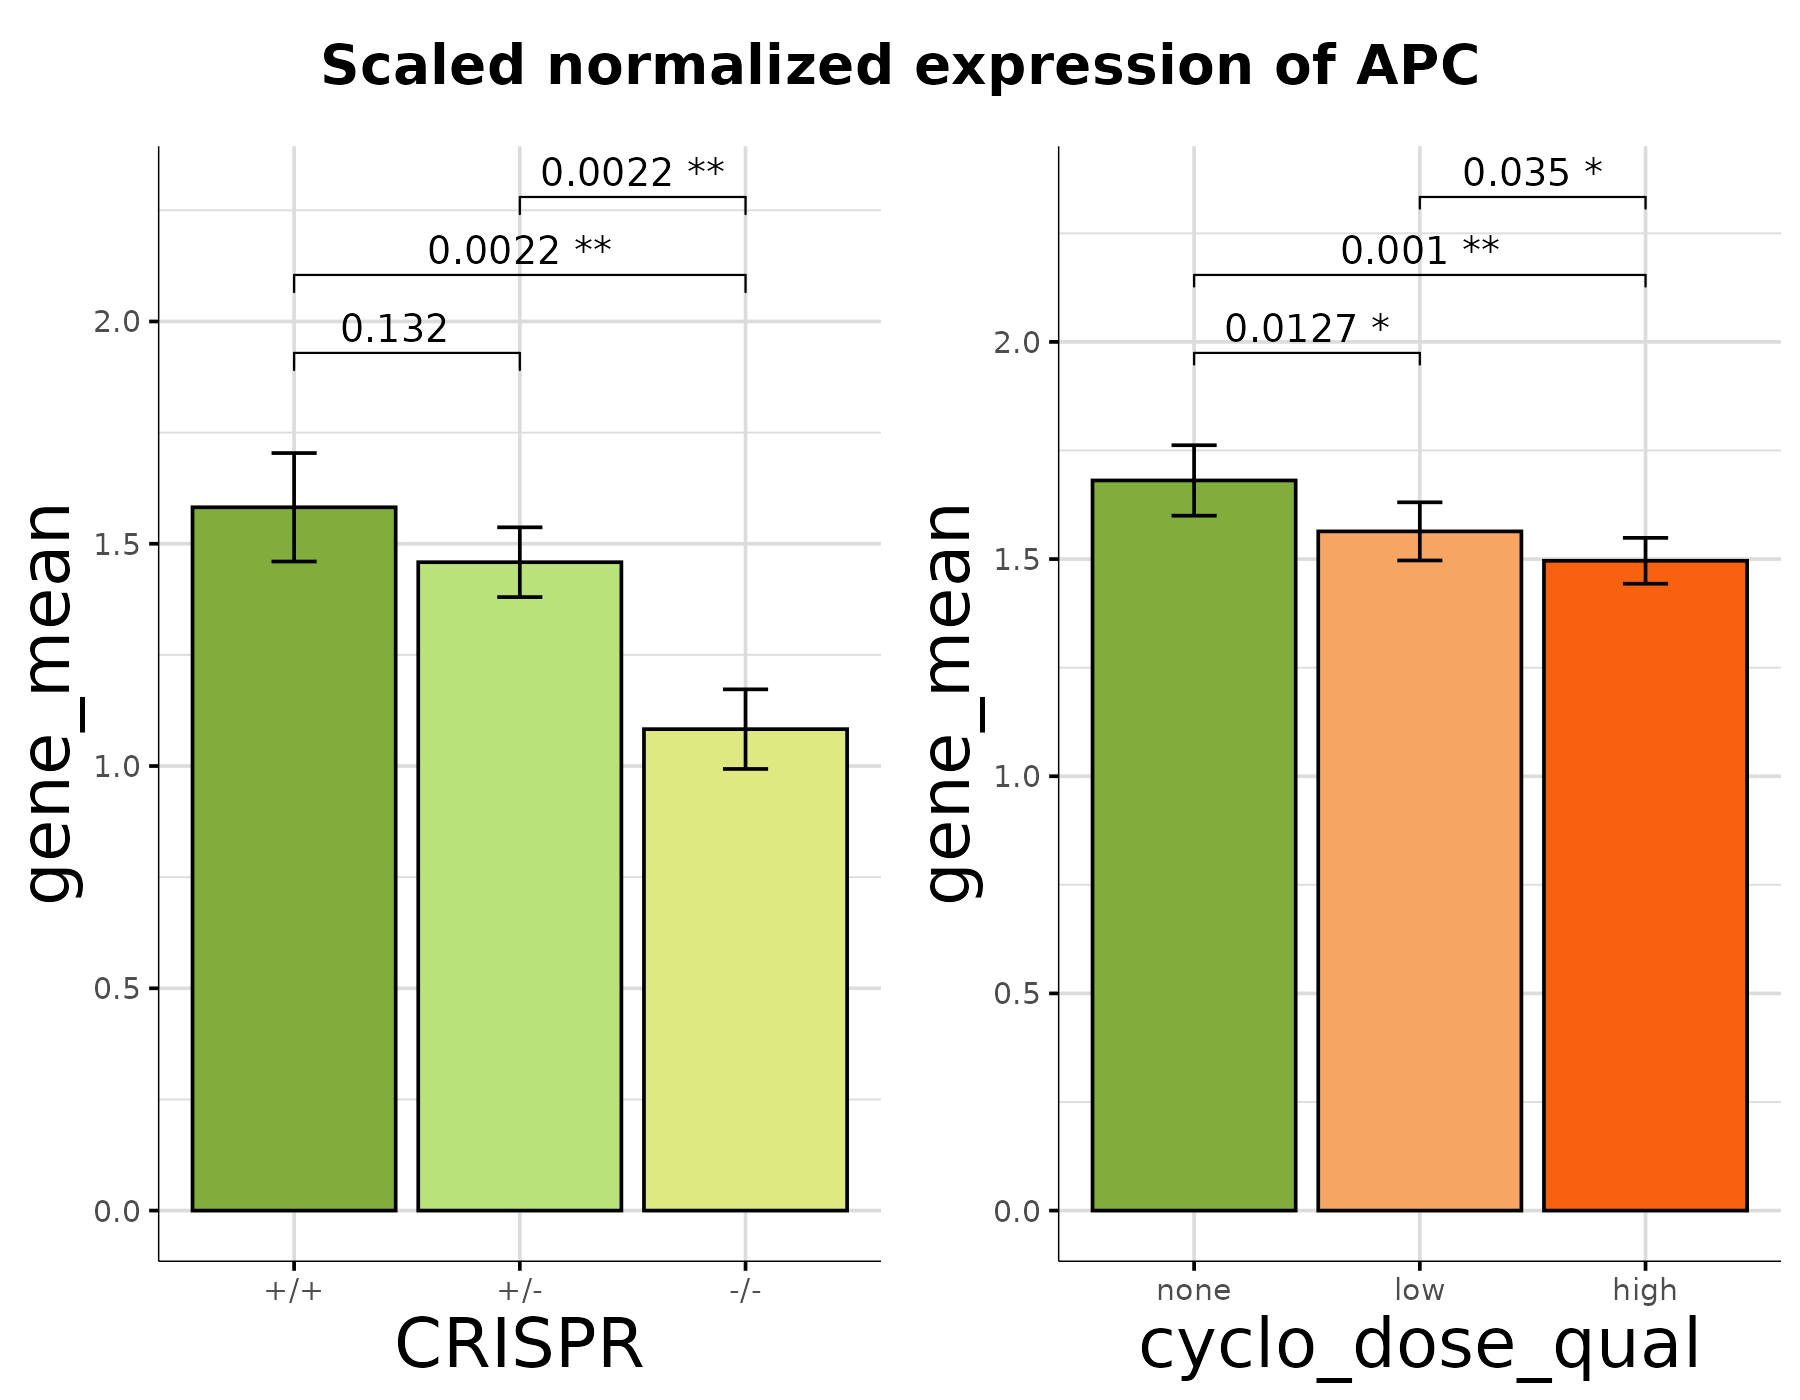 Scaled normalized expression of APC
0.0022 **
0.0022 **
0.132
2.0
1.5
1.0
0.5
0.0
gene_mean
+/+ +/- -/-
CRISPR
0.035 *
0.001 **
0.0127 *
2.0
1.5
1.0
0.5
0.0
gene_mean
none low high
cyclo_dose_qual